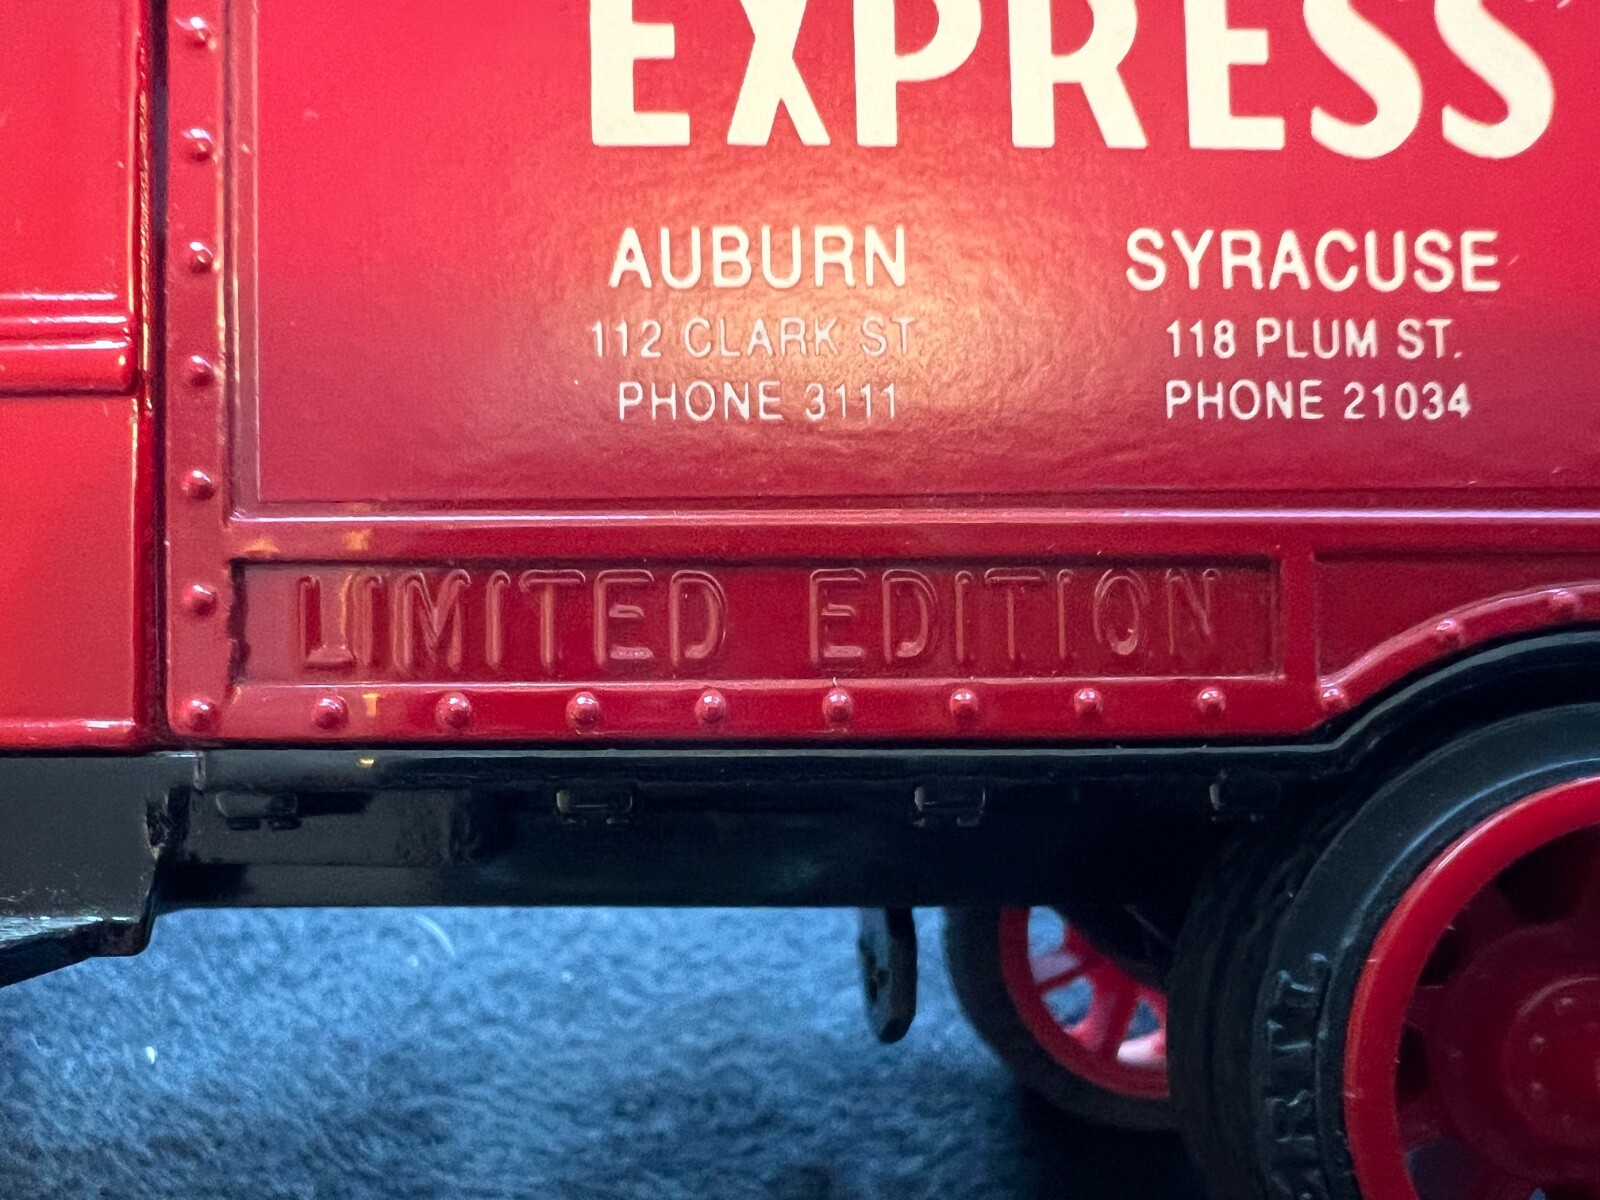 EXPRESS
AUBURN
112 CLARK ST
PHONE 3111
SYRACUSE
118 PLUM ST.
PHONE 21034
LIMITED EDITION